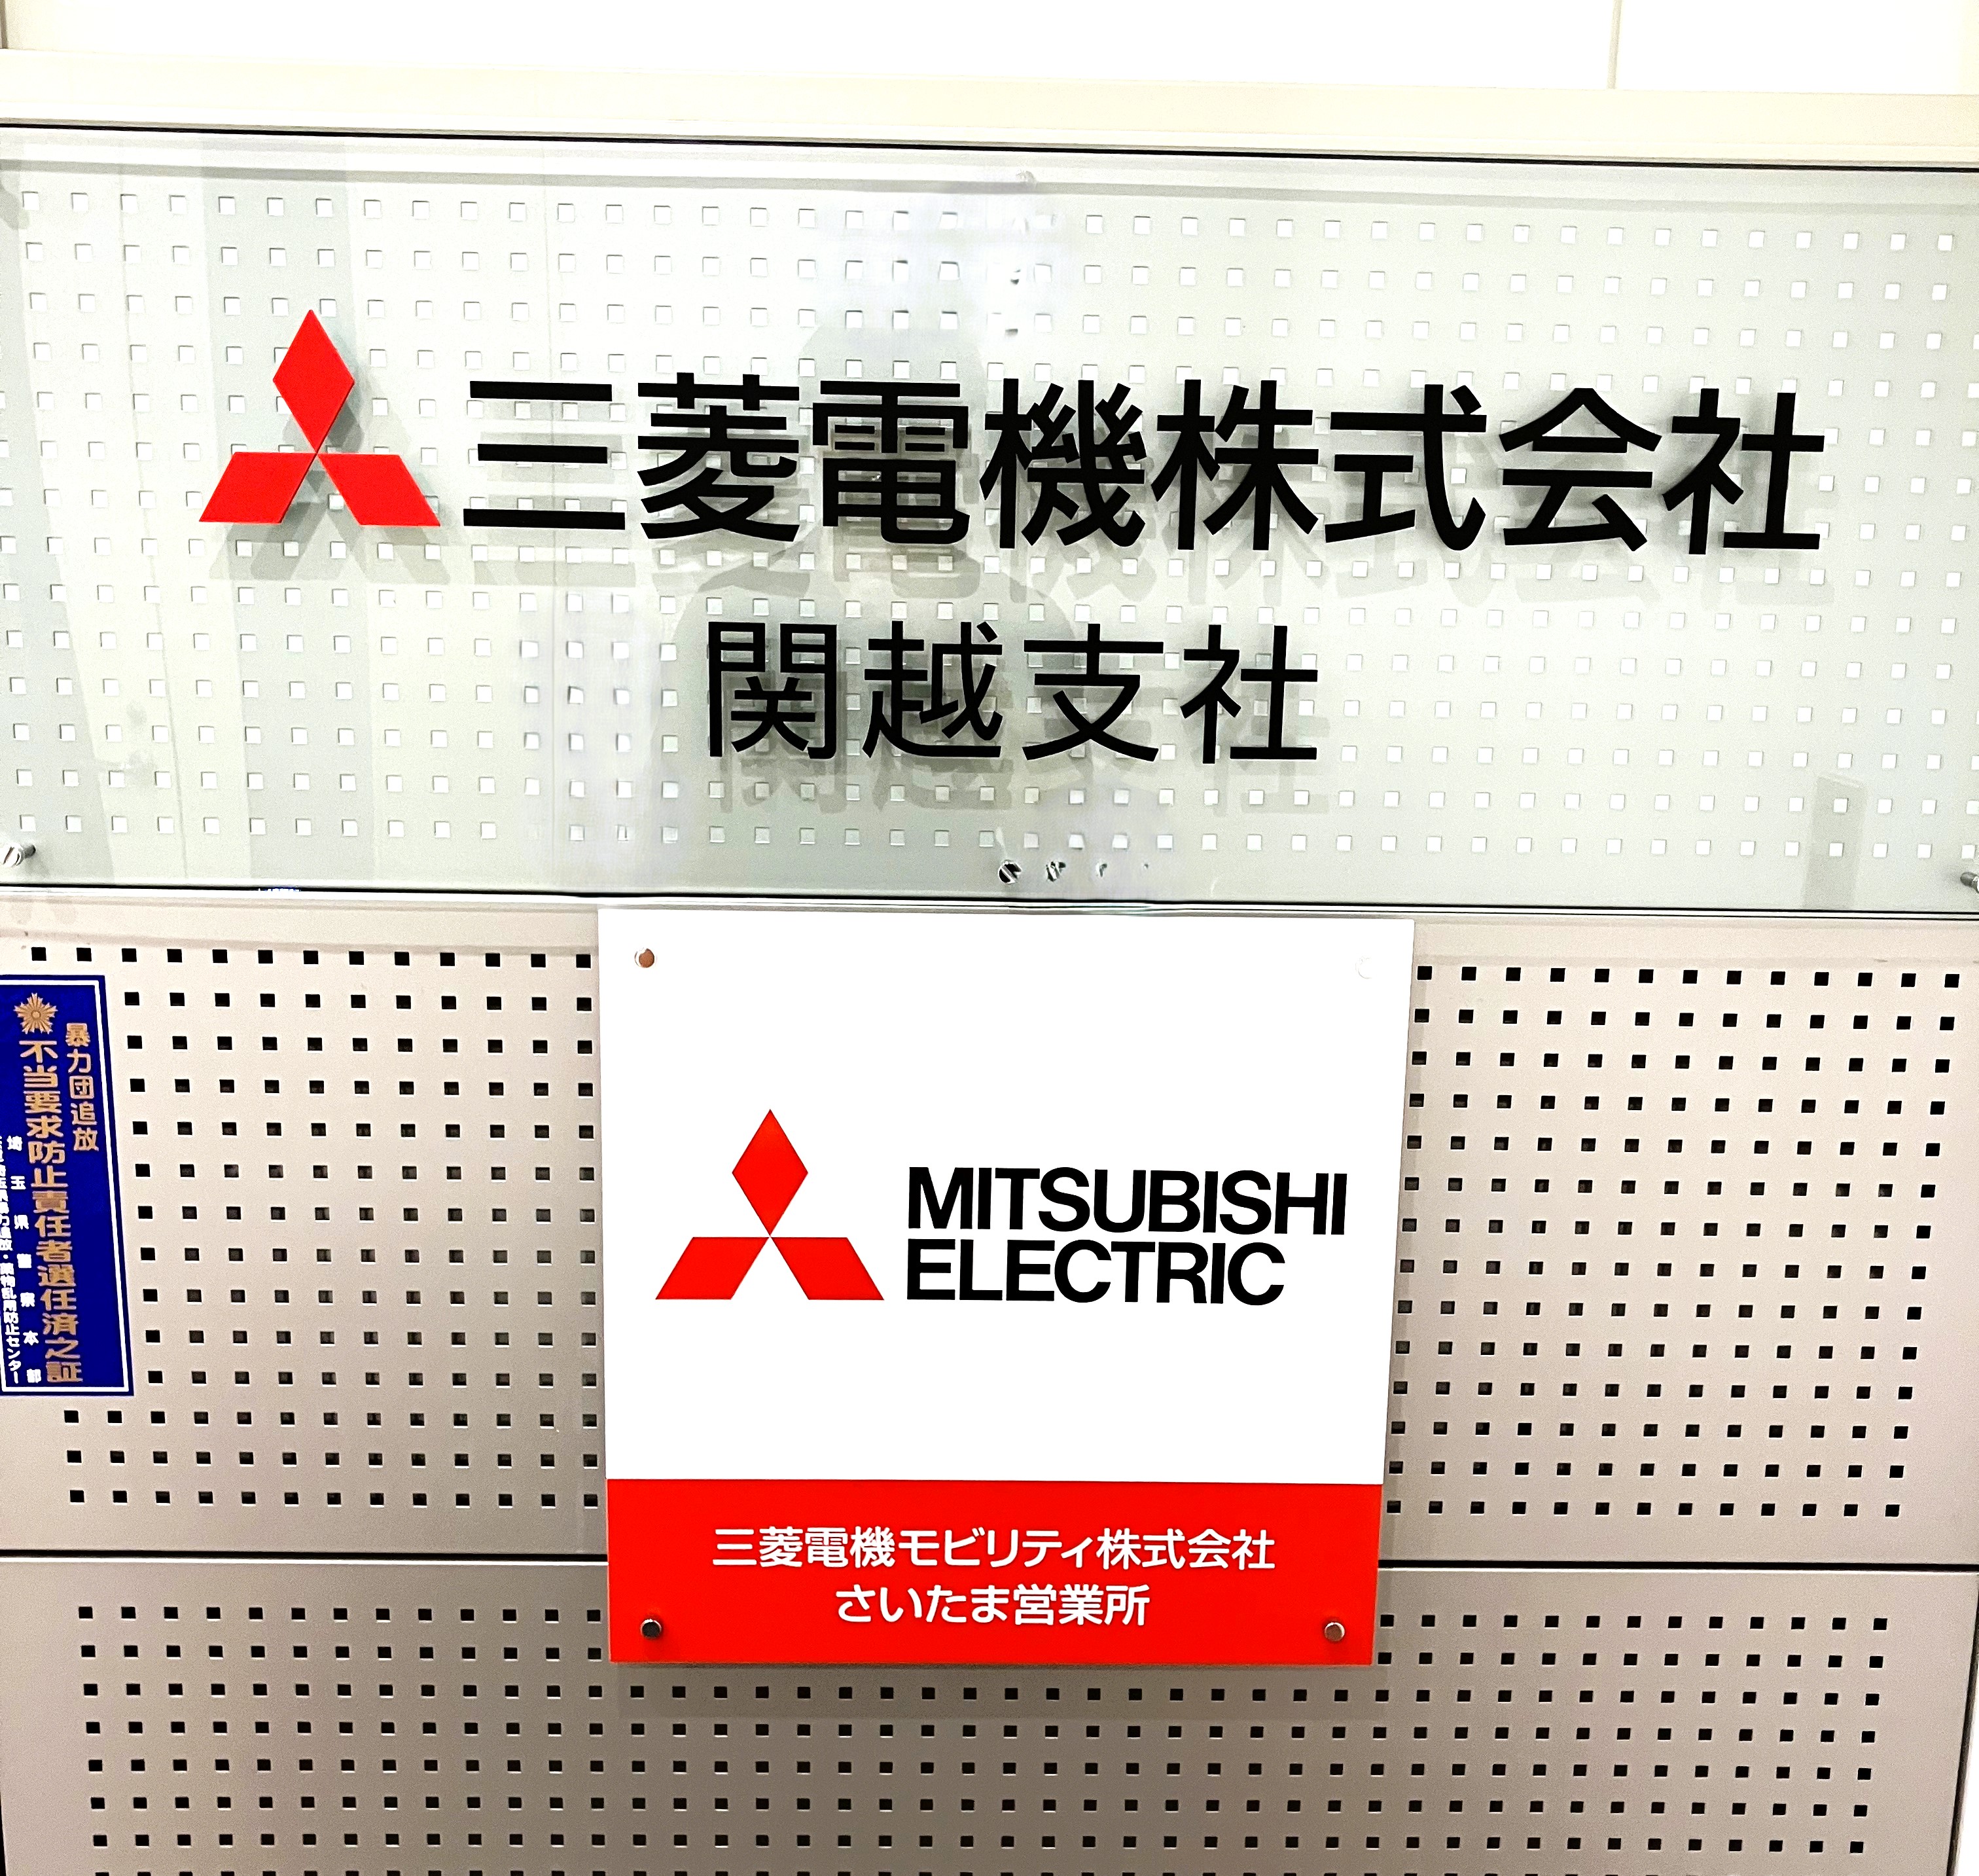 三菱電機株式会社
関越支社
暴力団追放
不当要求防止責任者選任済之証
埼玉県警察本部
MITSUBISHI
ELECTRIC
三菱電機モビリティ株式会社
さいたま営業所